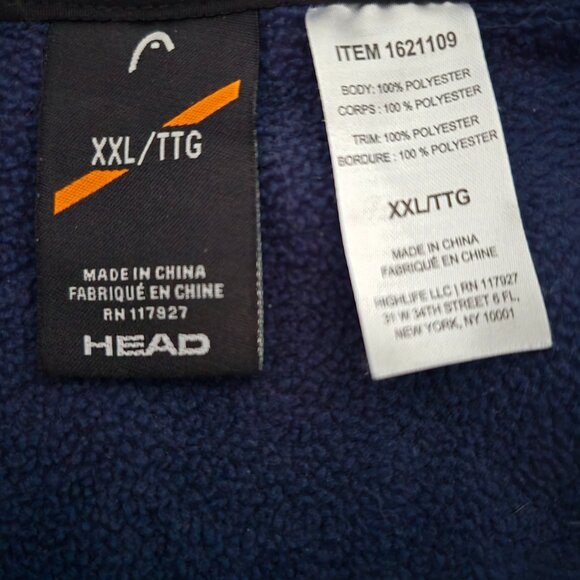 XXL/TTG
MADE IN CHINA
FABRIQUÉ EN CHINE
RN 117927
HEAD
ITEM 1621109
BODY: 100% POLYESTER
CORPS : 100 % POLYESTER
TRIM: 100% POLYESTER
BORDURE : 100 % POLYESTER
XXL/TTG
MADE IN CHINA
FABRIQUÉ EN CHINE
HIGHLIFE LLC | RN 117927
31 W 34TH STREET 6 FL,
NEW YORK, NY 10001